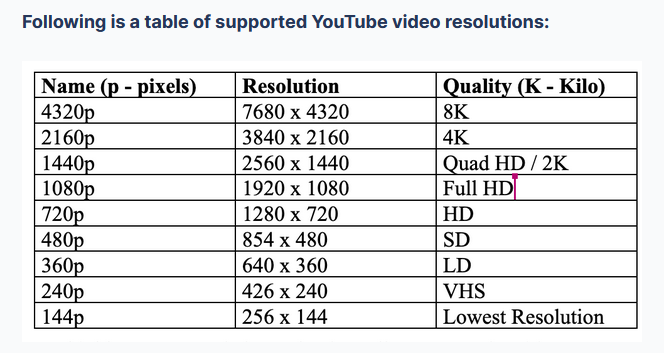 Following is a table of supported YouTube video resolutions:
Name (p - pixels) Resolution Quality (K - Kilo)
4320p 7680 x 4320 8K
2160p 3840 x 2160 4K
1440p 2560 x 1440 Quad HD / 2K
1080p 1920 x 1080 Full HD
720p 1280 x 720 HD
480p 854 x 480 SD
360p 640 x 360 LD
240p 426 x 240 VHS
144p 256 x 144 Lowest Resolution